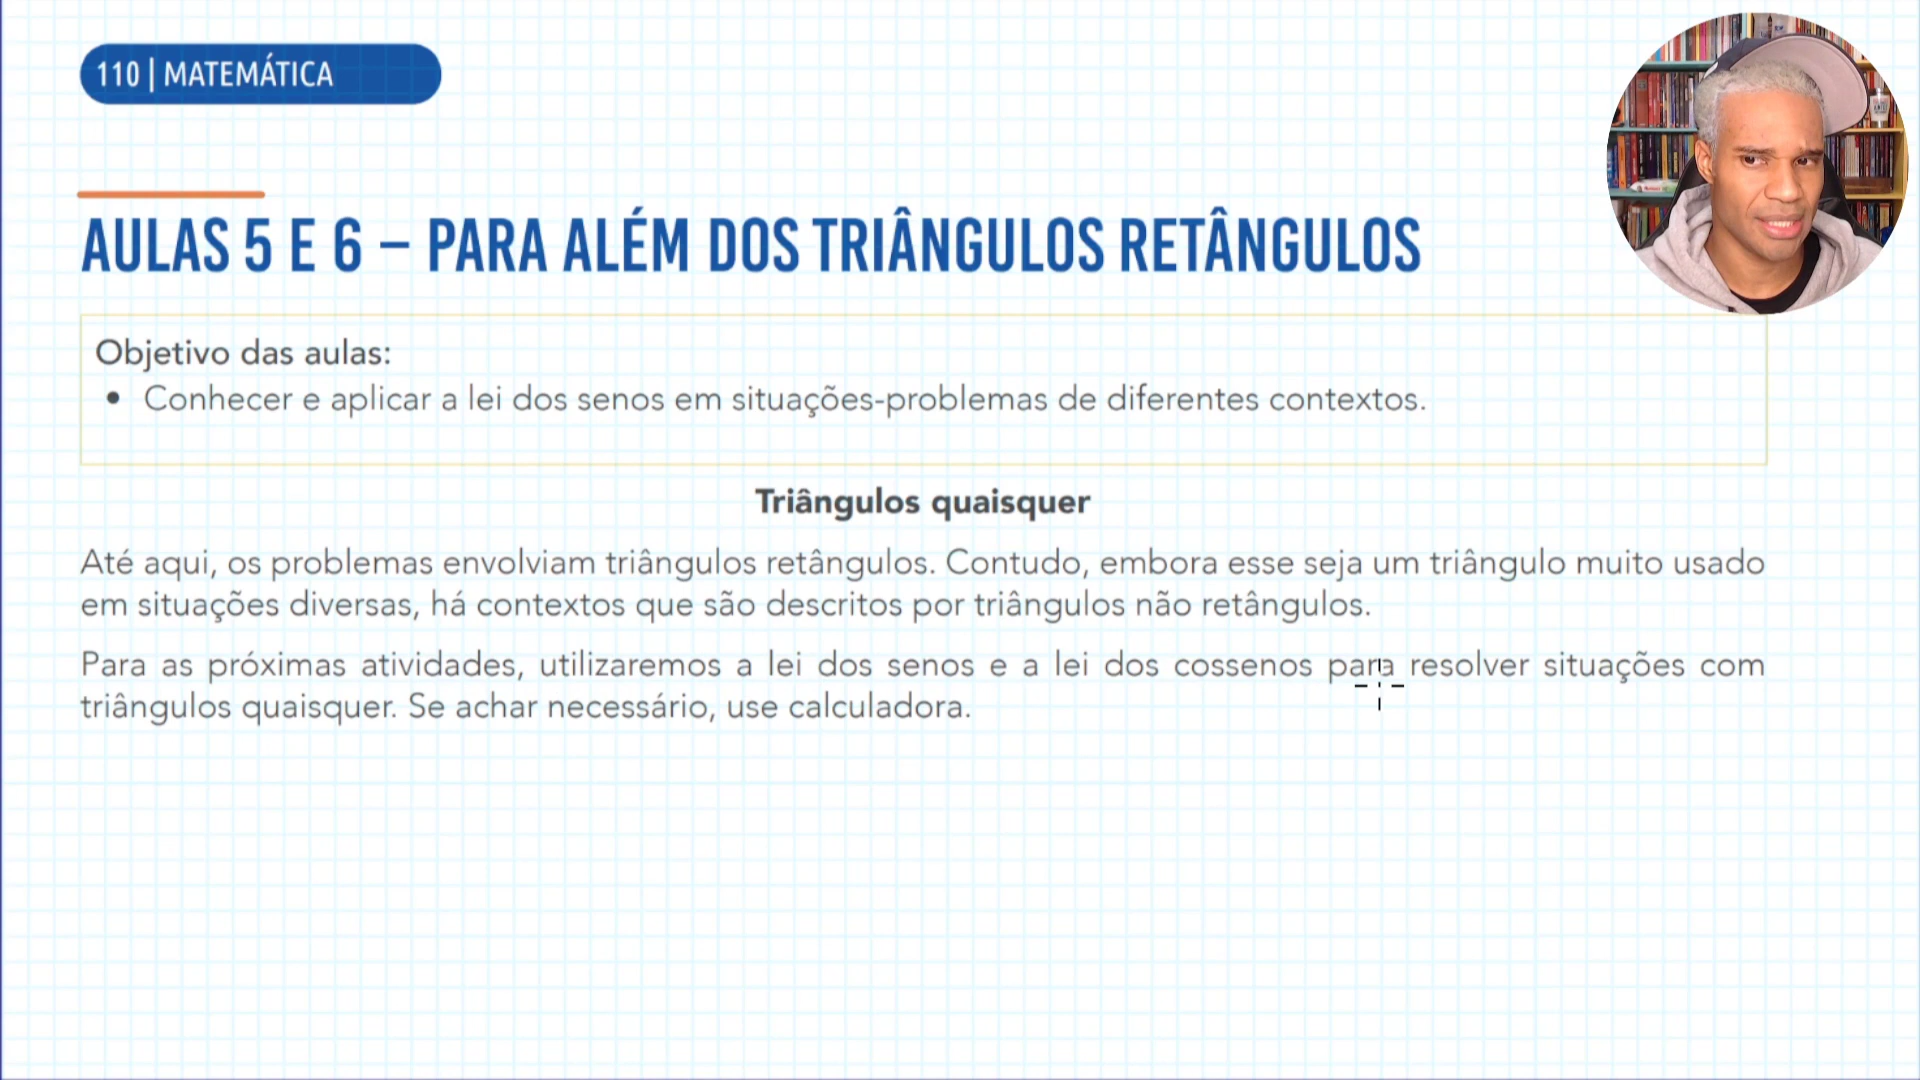 110 | MATEMÁTICA
AULAS 5 E 6 – PARA ALÉM DOS TRIÂNGULOS RETÂNGULOS
Objetivo das aulas:
• Conhecer e aplicar a lei dos senos em situações-problemas de diferentes contextos.
Triângulos quaisquer
Até aqui, os problemas envolviam triângulos retângulos. Contudo, embora esse seja um triângulo muito usado
em situações diversas, há contextos que são descritos por triângulos não retângulos.
Para as próximas atividades, utilizaremos a lei dos senos e a lei dos cossenos para resolver situações com
triângulos quaisquer. Se achar necessário, use calculadora.